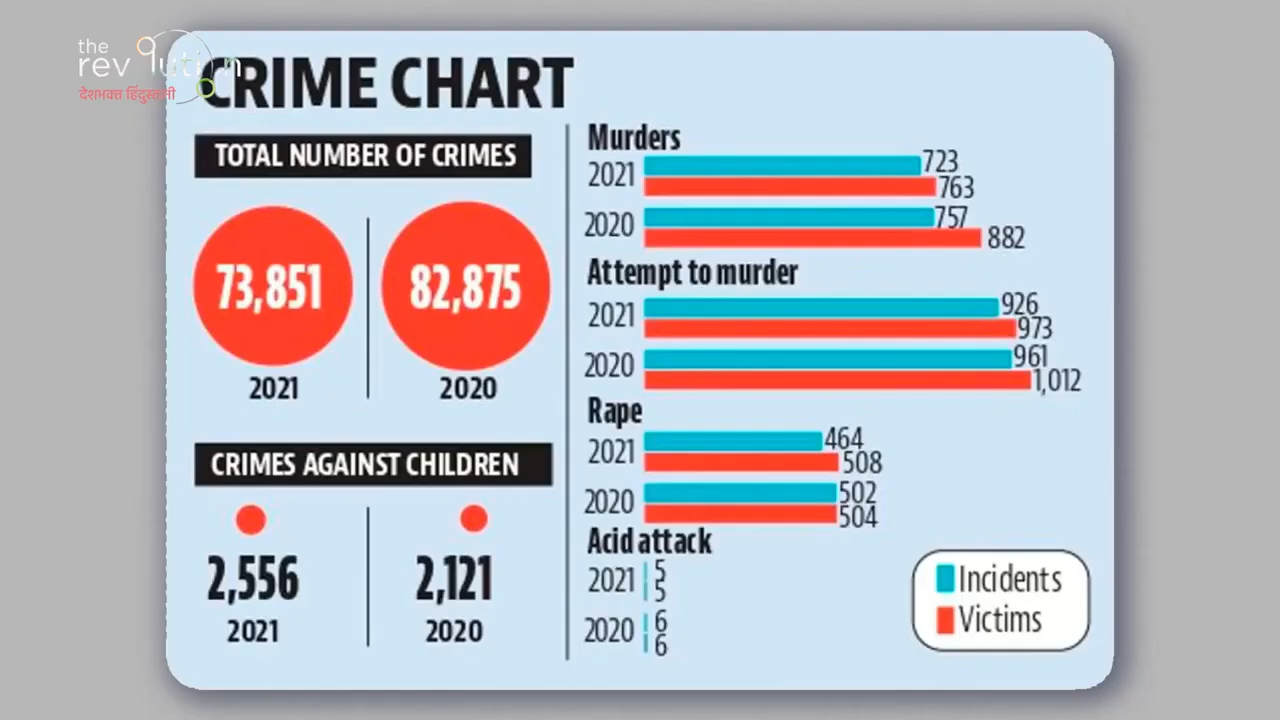 the
rev9lution
देशभक्त हिंदुस्तानी
CRIME CHART
TOTAL NUMBER OF CRIMES
73,851
82,875
2021
2020
CRIMES AGAINST CHILDREN
2,556
2,121
2021
2020
Murders
2021
723
763
2020
757
882
Attempt to murder
2021
926
973
2020
961
1,012
Rape
2021
464
508
2020
502
504
Acid attack
2021
5
5
2020
6
6
Incidents
Victims